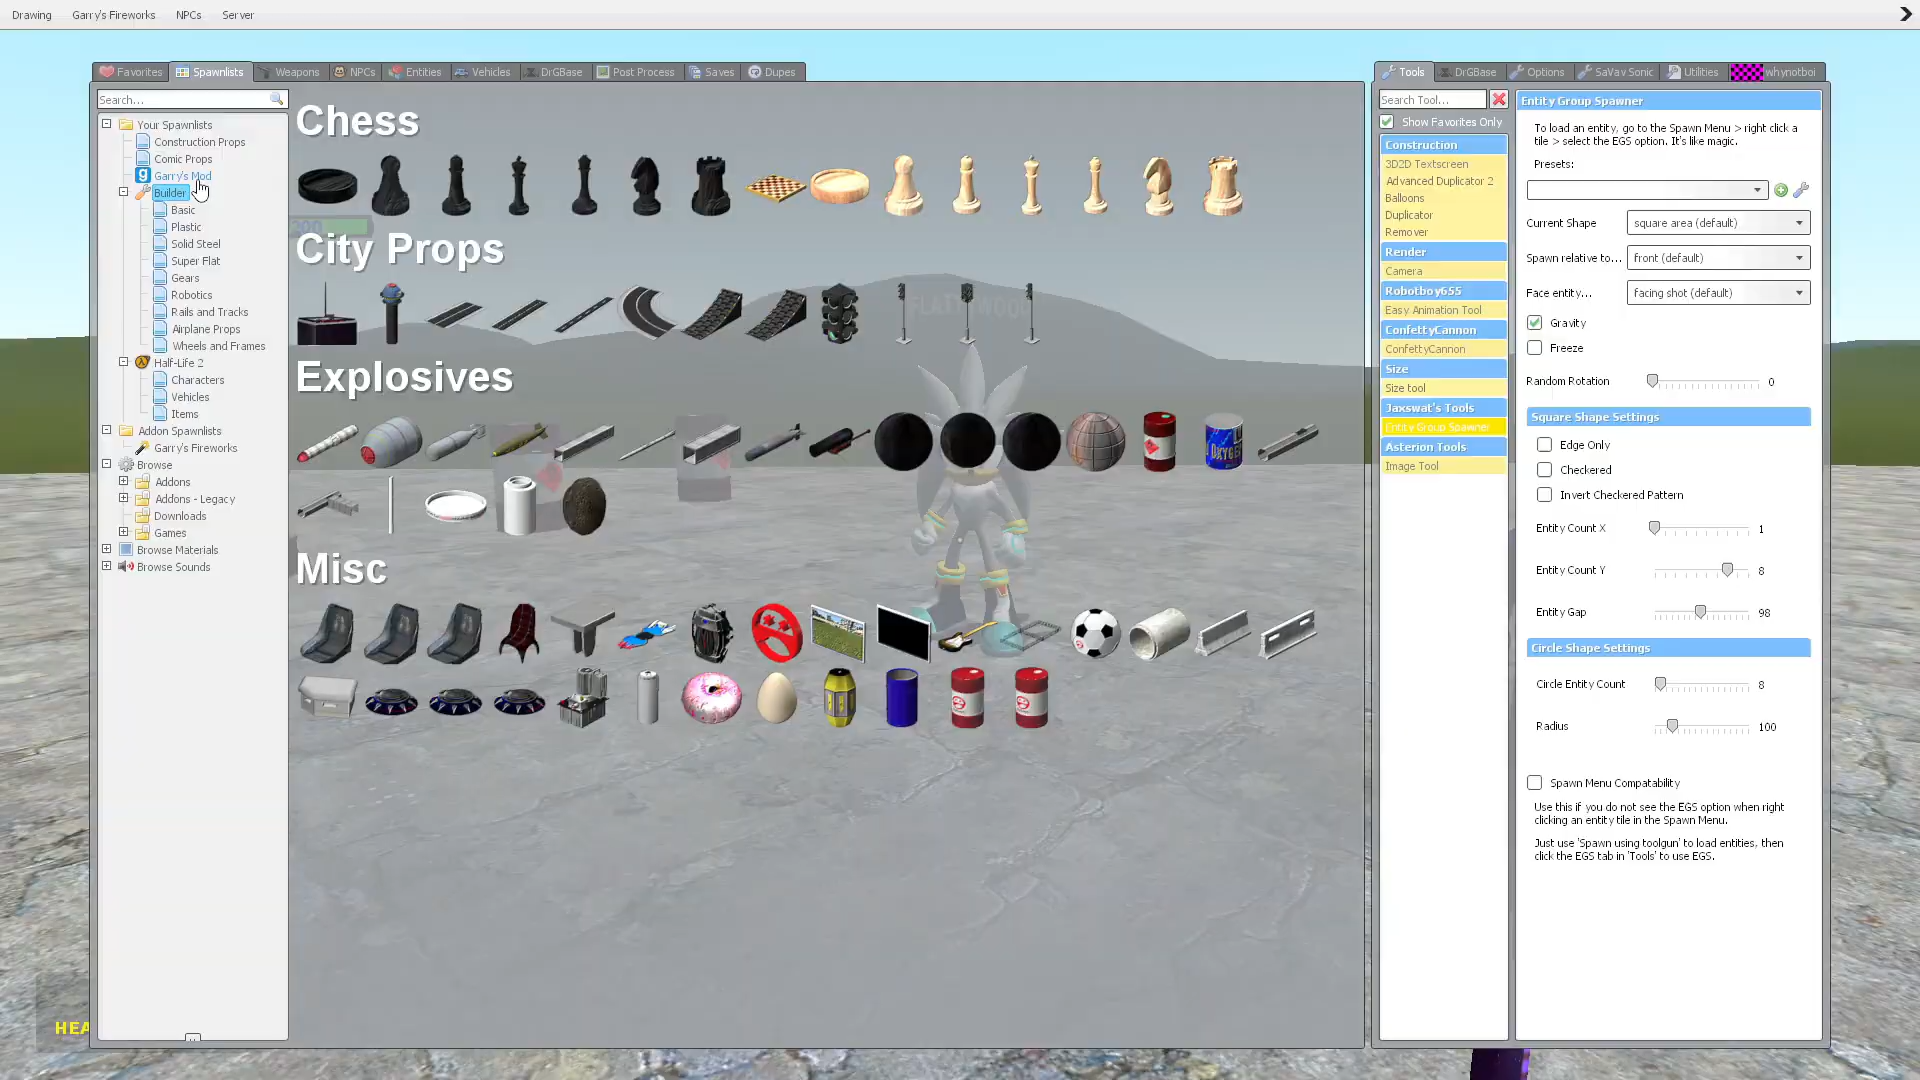 Drawing Garry's Fireworks NPCs Server
Favorites Spawnlists Weapons NPCs Entities Vehicles DrGBase Post Process Saves Dupes
Search...
Your Spawnlists
Construction Props
Comic Props
Garry's Mod
Builder
Basic
Plastic
Solid Steel
Super Flat
Gears
Robotics
Rails and Tracks
Airplane Props
Wheels and Frames
Half-Life 2
Characters
Vehicles
Items
Addon Spawnlists
Garry's Fireworks
Browse
Addons
Addons - Legacy
Downloads
Games
Browse Materials
Browse Sounds
Chess
City Props
FLATYWOOD
Explosives
Misc
HEA
Tools DrGBase Options SaVav Sonic Utilities whynotboi
Search Tool...
Show Favorites Only
Construction
3D2D Textscreen
Advanced Duplicator 2
Balloons
Duplicator
Remover
Render
Camera
Robotboy655
Easy Animation Tool
ConfettyCannon
ConfettyCannon
Size
Size tool
Jaxswat's Tools
Entity Group Spawner
Asterion Tools
Image Tool
Entity Group Spawner
To load an entity, go to the Spawn Menu > right click a
tile > select the EGS option. It's like magic.
Presets:
Current Shape square area (default)
Spawn relative to... front (default)
Face entity... facing shot (default)
Gravity
Freeze
Random Rotation 0
Square Shape Settings
Edge Only
Checkered
Invert Checkered Pattern
Entity Count X 1
Entity Count Y 8
Entity Gap 98
Circle Shape Settings
Circle Entity Count 8
Radius 100
Spawn Menu Compatability
Use this if you do not see the EGS option when right
clicking an entity tile in the Spawn Menu.
Just use 'Spawn using toolgun' to load entities, then
click the EGS tab in 'Tools' to use EGS.